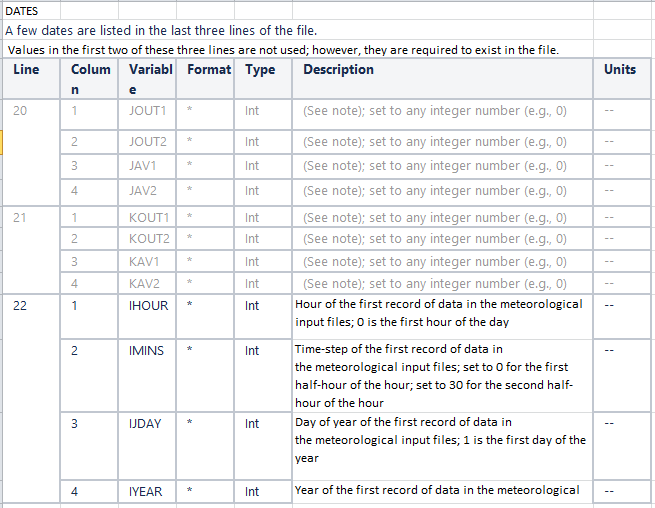 DATES
A few dates are listed in the last three lines of the file.
Values in the first two of these three lines are not used; however, they are required to exist in the file.
Line Colum n Variabl e Format Type Description Units
20 1 JOUT1 * Int (See note); set to any integer number (e.g., 0) --
2 JOUT2 * Int (See note); set to any integer number (e.g., 0) --
3 JAV1 * Int (See note); set to any integer number (e.g., 0) --
4 JAV2 * Int (See note); set to any integer number (e.g., 0) --
21 1 KOUT1 * Int (See note); set to any integer number (e.g., 0) --
2 KOUT2 * Int (See note); set to any integer number (e.g., 0) --
3 KAV1 * Int (See note); set to any integer number (e.g., 0) --
4 KAV2 * Int (See note); set to any integer number (e.g., 0) --
22 1 IHOUR * Int Hour of the first record of data in the meteorological --
input files; 0 is the first hour of the day
2 IMINS * Int Time-step of the first record of data in --
the meteorological input files; set to 0 for the first
half-hour of the hour; set to 30 for the second half-
hour of the hour
3 IJDAY * Int Day of year of the first record of data in --
the meteorological input files; 1 is the first day of the
year
4 IYEAR * Int Year of the first record of data in the meteorological --